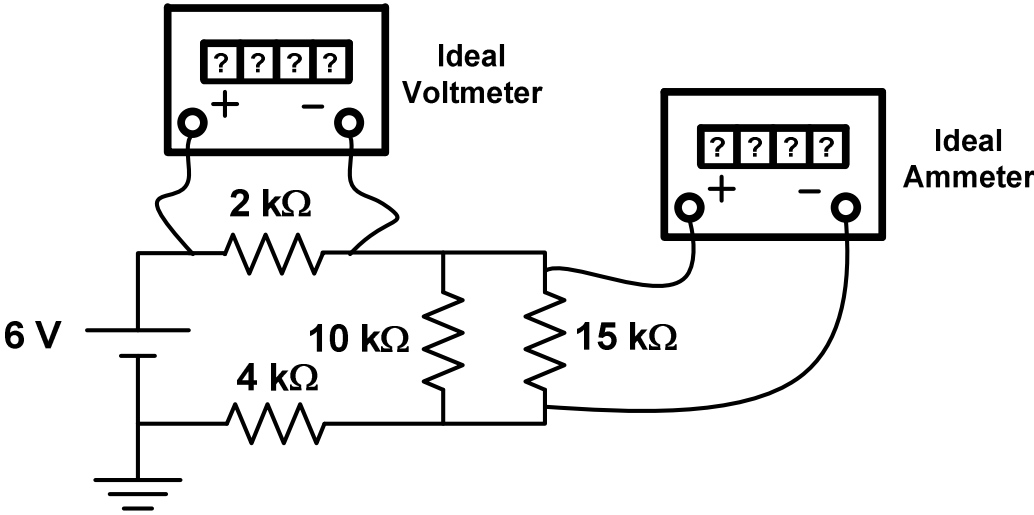 ? ? ? ?
+ −
Ideal
Voltmeter
? ? ? ?
+ −
Ideal
Ammeter
2 kΩ
6 V
10 kΩ
15 kΩ
4 kΩ